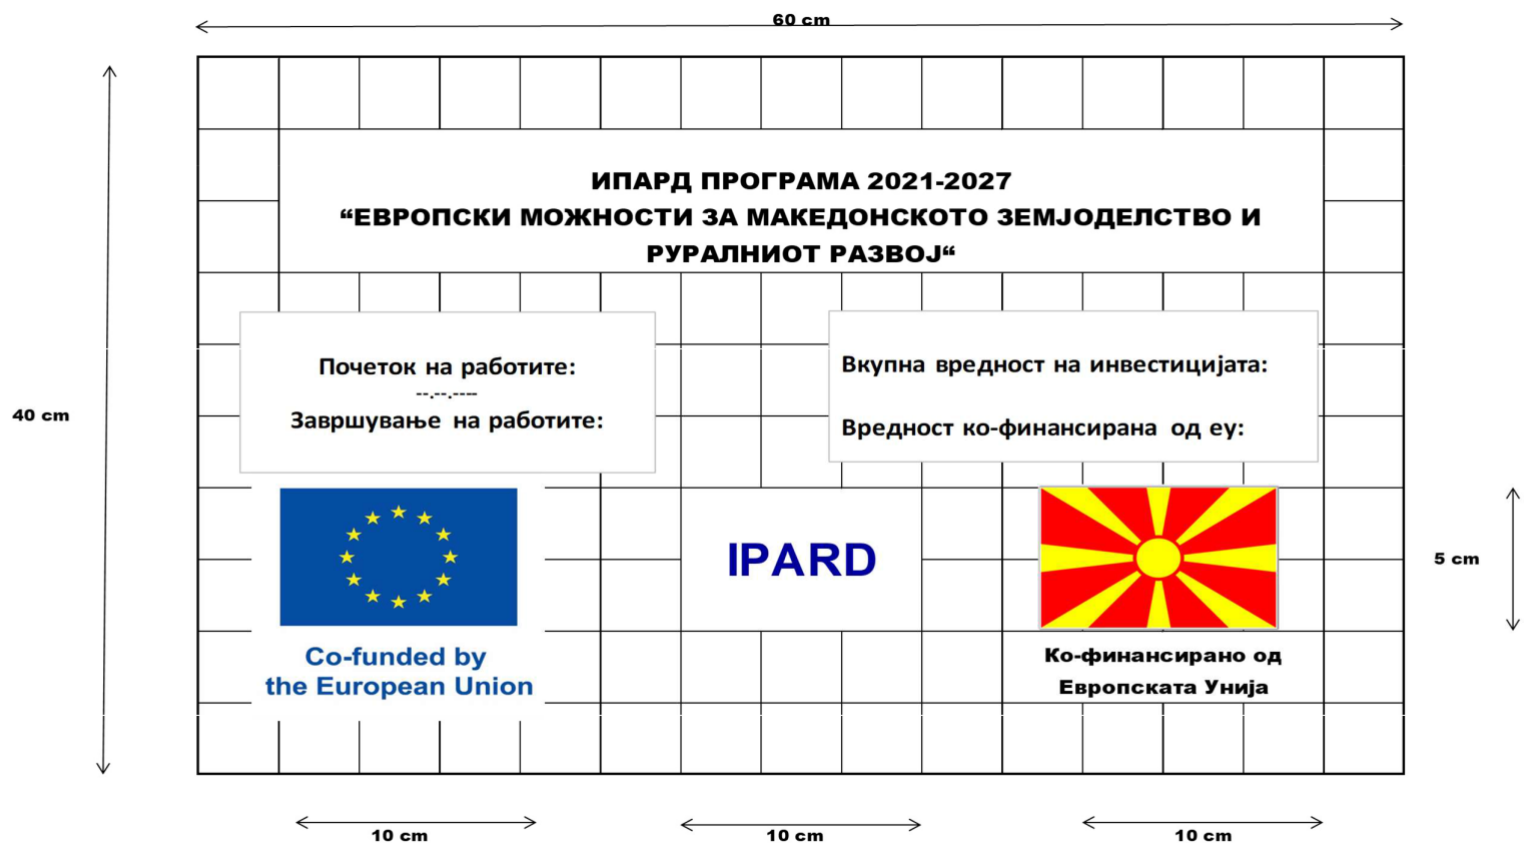 60 cm
ИПАРД ПРОГРАМА 2021-2027
“ЕВРОПСКИ МОЖНОСТИ ЗА МАКЕДОНСКОТО ЗЕМЈОДЕЛСТВО И
РУРАЛНИОТ РАЗВОЈ“
Почеток на работите:
--.--.----
Завршување на работите:
Вкупна вредност на инвестицијата:
Вредност ко-финансирана од еу:
40 cm
IPARD
5 cm
Co-funded by
the European Union
Ко-финансирано од
Европската Унија
10 cm
10 cm
10 cm